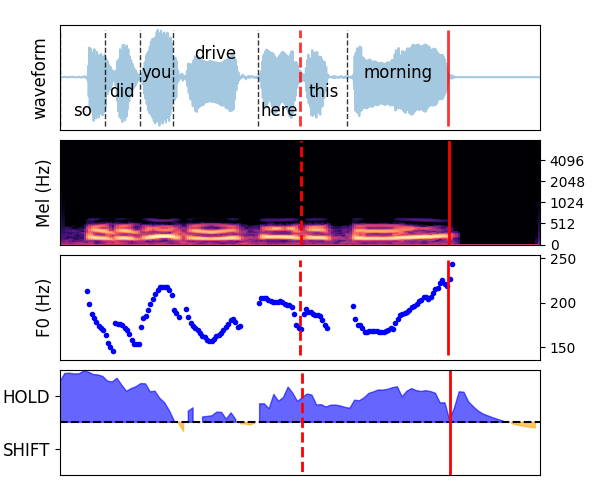 waveform
so
did
you
drive
here
this
morning
Mel (Hz)
4096
2048
1024
512
0
F0 (Hz)
250
200
150
HOLD
SHIFT